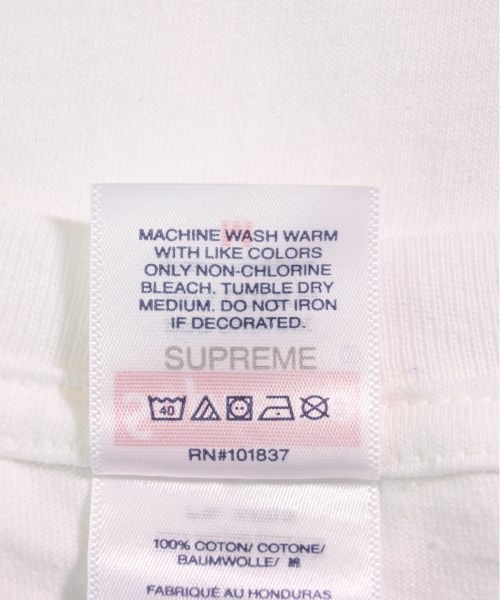 MACHINE WASH WARM
WITH LIKE COLORS
ONLY NON-CHLORINE
BLEACH. TUMBLE DRY
MEDIUM. DO NOT IRON
IF DECORATED.
SUPREME
40
RN#101837
100% COTON/ COTONE/
BAUMWOLLE/ 綿
FABRIQUÉ AU HONDURAS